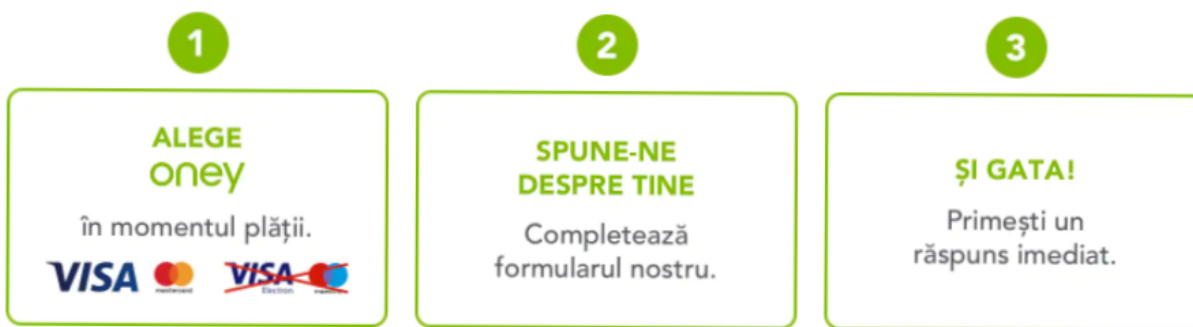 1
ALEGE
oney
în momentul plății.
VISA
mastercard
VISA
Electron
2
SPUNE-NE
DESPRE TINE
Completează
formularul nostru.
3
ȘI GATA!
Primești un
răspuns imediat.